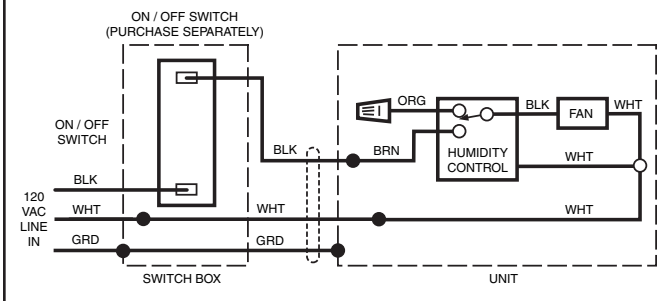 ON / OFF SWITCH
(PURCHASE SEPARATELY)
ON / OFF
SWITCH
BLK
120
VAC
LINE
IN
WHT
GRD
BLK
WHT
GRD
SWITCH BOX
ORG
BRN
HUMIDITY
CONTROL
BLK
FAN
WHT
WHT
WHT
UNIT